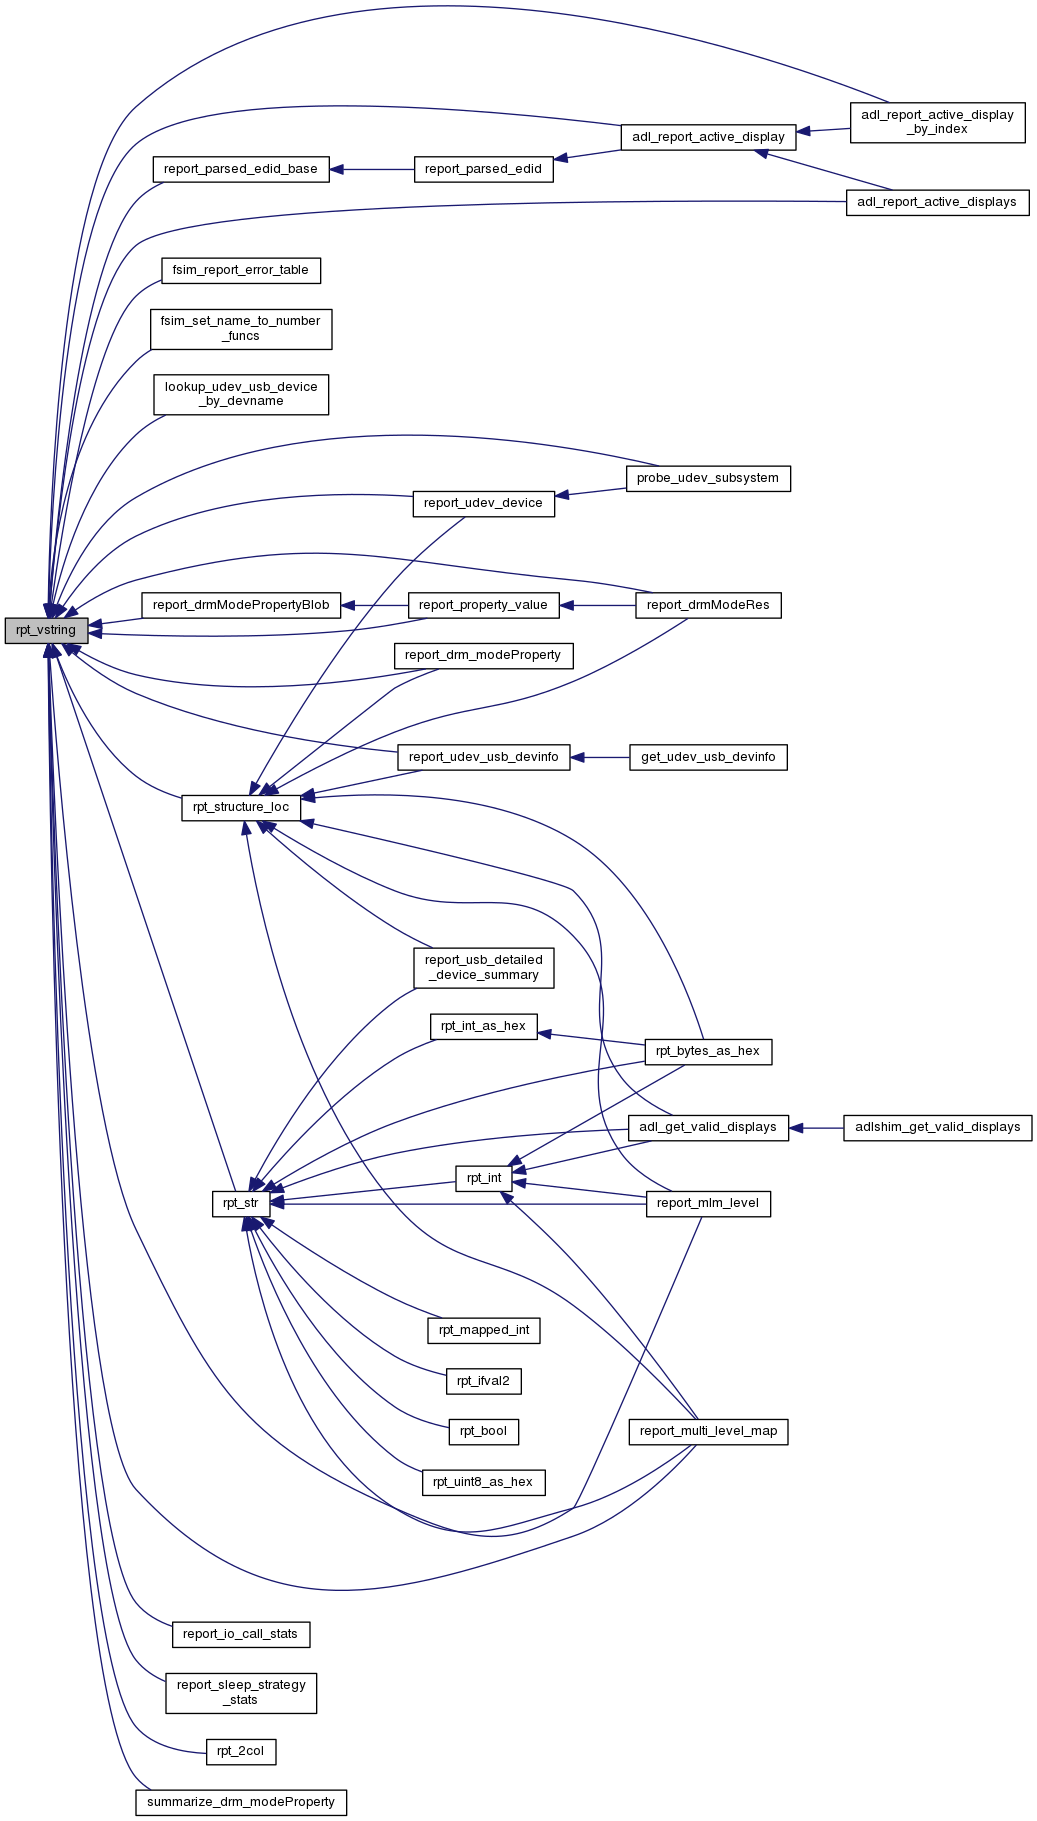 adl_report_active_display
_by_index
adl_report_active_display
report_parsed_edid_base
report_parsed_edid
adl_report_active_displays
fsim_report_error_table
fsim_set_name_to_number
_funcs
lookup_udev_usb_device
_by_devname
probe_udev_subsystem
report_udev_device
report_drmModePropertyBlob
report_property_value
report_drmModeRes
rpt_vstring
report_drm_modeProperty
report_udev_usb_devinfo
get_udev_usb_devinfo
rpt_structure_loc
report_usb_detailed
_device_summary
rpt_int_as_hex
rpt_bytes_as_hex
adl_get_valid_displays
adlshim_get_valid_displays
rpt_int
rpt_str
report_mlm_level
rpt_mapped_int
rpt_ifval2
rpt_bool
report_multi_level_map
rpt_uint8_as_hex
report_io_call_stats
report_sleep_strategy
_stats
rpt_2col
summarize_drm_modeProperty